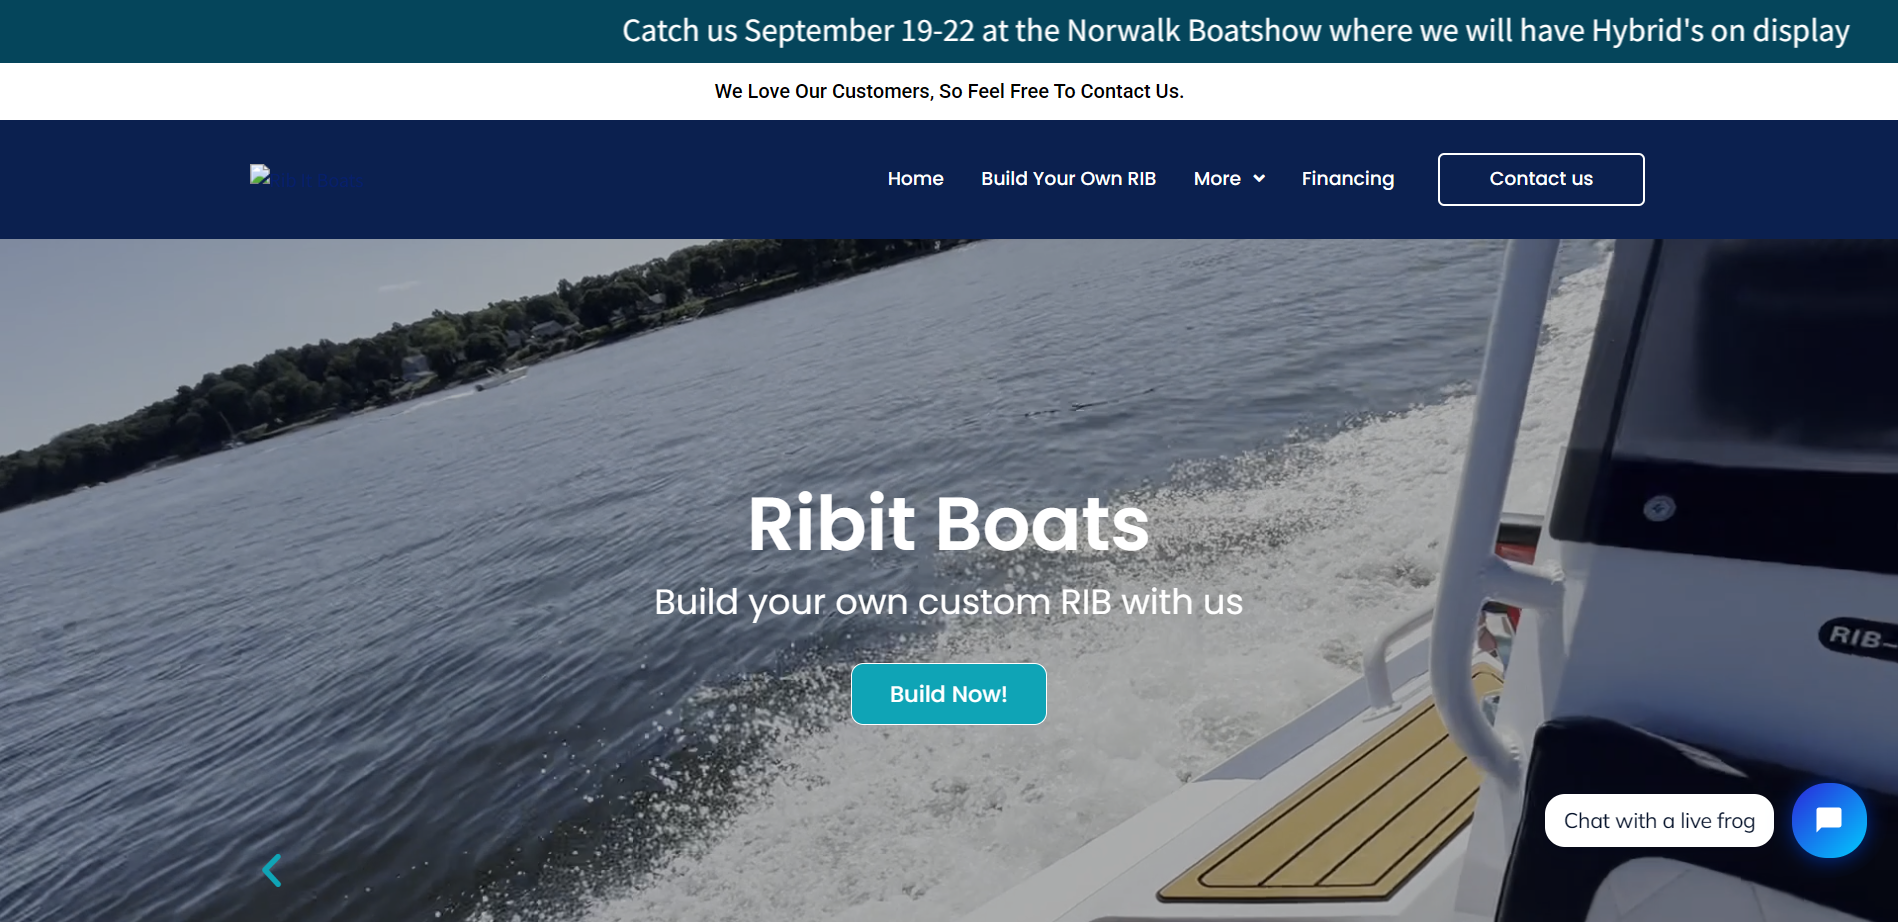 Catch us September 19-22 at the Norwalk Boatshow where we will have Hybrid's on display
We Love Our Customers, So Feel Free To Contact Us.
Ribit Boats
Home
Build Your Own RIB
More
Financing
Contact us
Ribit Boats
Build your own custom RIB with us
RIB-
Build Now!
Chat with a live frog